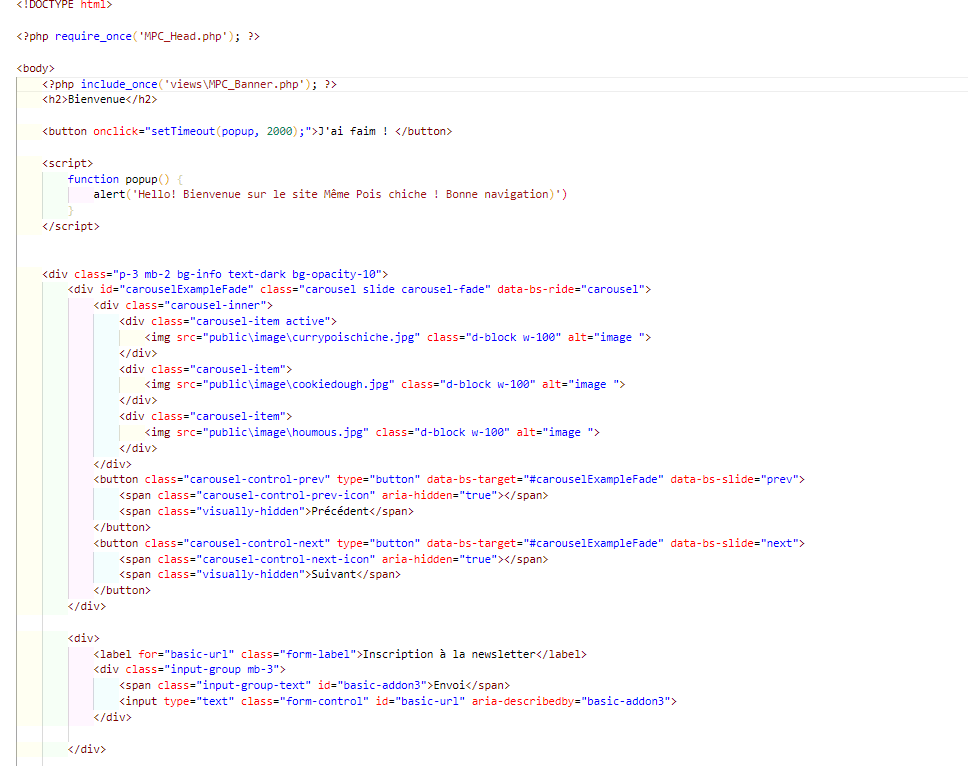 <!DOCTYPE html>
<?php require_once('MPC_Head.php'); ?>
<body>
<?php include_once('views\MPC_Banner.php'); ?>
<h2>Bienvenue</h2>
<button onclick="setTimeout(popup, 2000);">J'ai faim ! </button>
<script>
function popup() {
alert('Hello! Bienvenue sur le site Même Pois chiche ! Bonne navigation)')
}
</script>
<div class="p-3 mb-2 bg-info text-dark bg-opacity-10">
<div id="carouselExampleFade" class="carousel slide carousel-fade" data-bs-ride="carousel">
<div class="carousel-inner">
<div class="carousel-item active">
<img src="public\image\currypoischiche.jpg" class="d-block w-100" alt="image ">
</div>
<div class="carousel-item">
<img src="public\image\cookiedough.jpg" class="d-block w-100" alt="image ">
</div>
<div class="carousel-item">
<img src="public\image\houmous.jpg" class="d-block w-100" alt="image ">
</div>
</div>
<button class="carousel-control-prev" type="button" data-bs-target="#carouselExampleFade" data-bs-slide="prev">
<span class="carousel-control-prev-icon" aria-hidden="true"></span>
<span class="visually-hidden">Précédent</span>
</button>
<button class="carousel-control-next" type="button" data-bs-target="#carouselExampleFade" data-bs-slide="next">
<span class="carousel-control-next-icon" aria-hidden="true"></span>
<span class="visually-hidden">Suivant</span>
</button>
</div>
<div>
<label for="basic-url" class="form-label">Inscription à la newsletter</label>
<div class="input-group mb-3">
<span class="input-group-text" id="basic-addon3">Envoi</span>
<input type="text" class="form-control" id="basic-url" aria-describedby="basic-addon3">
</div>
</div>